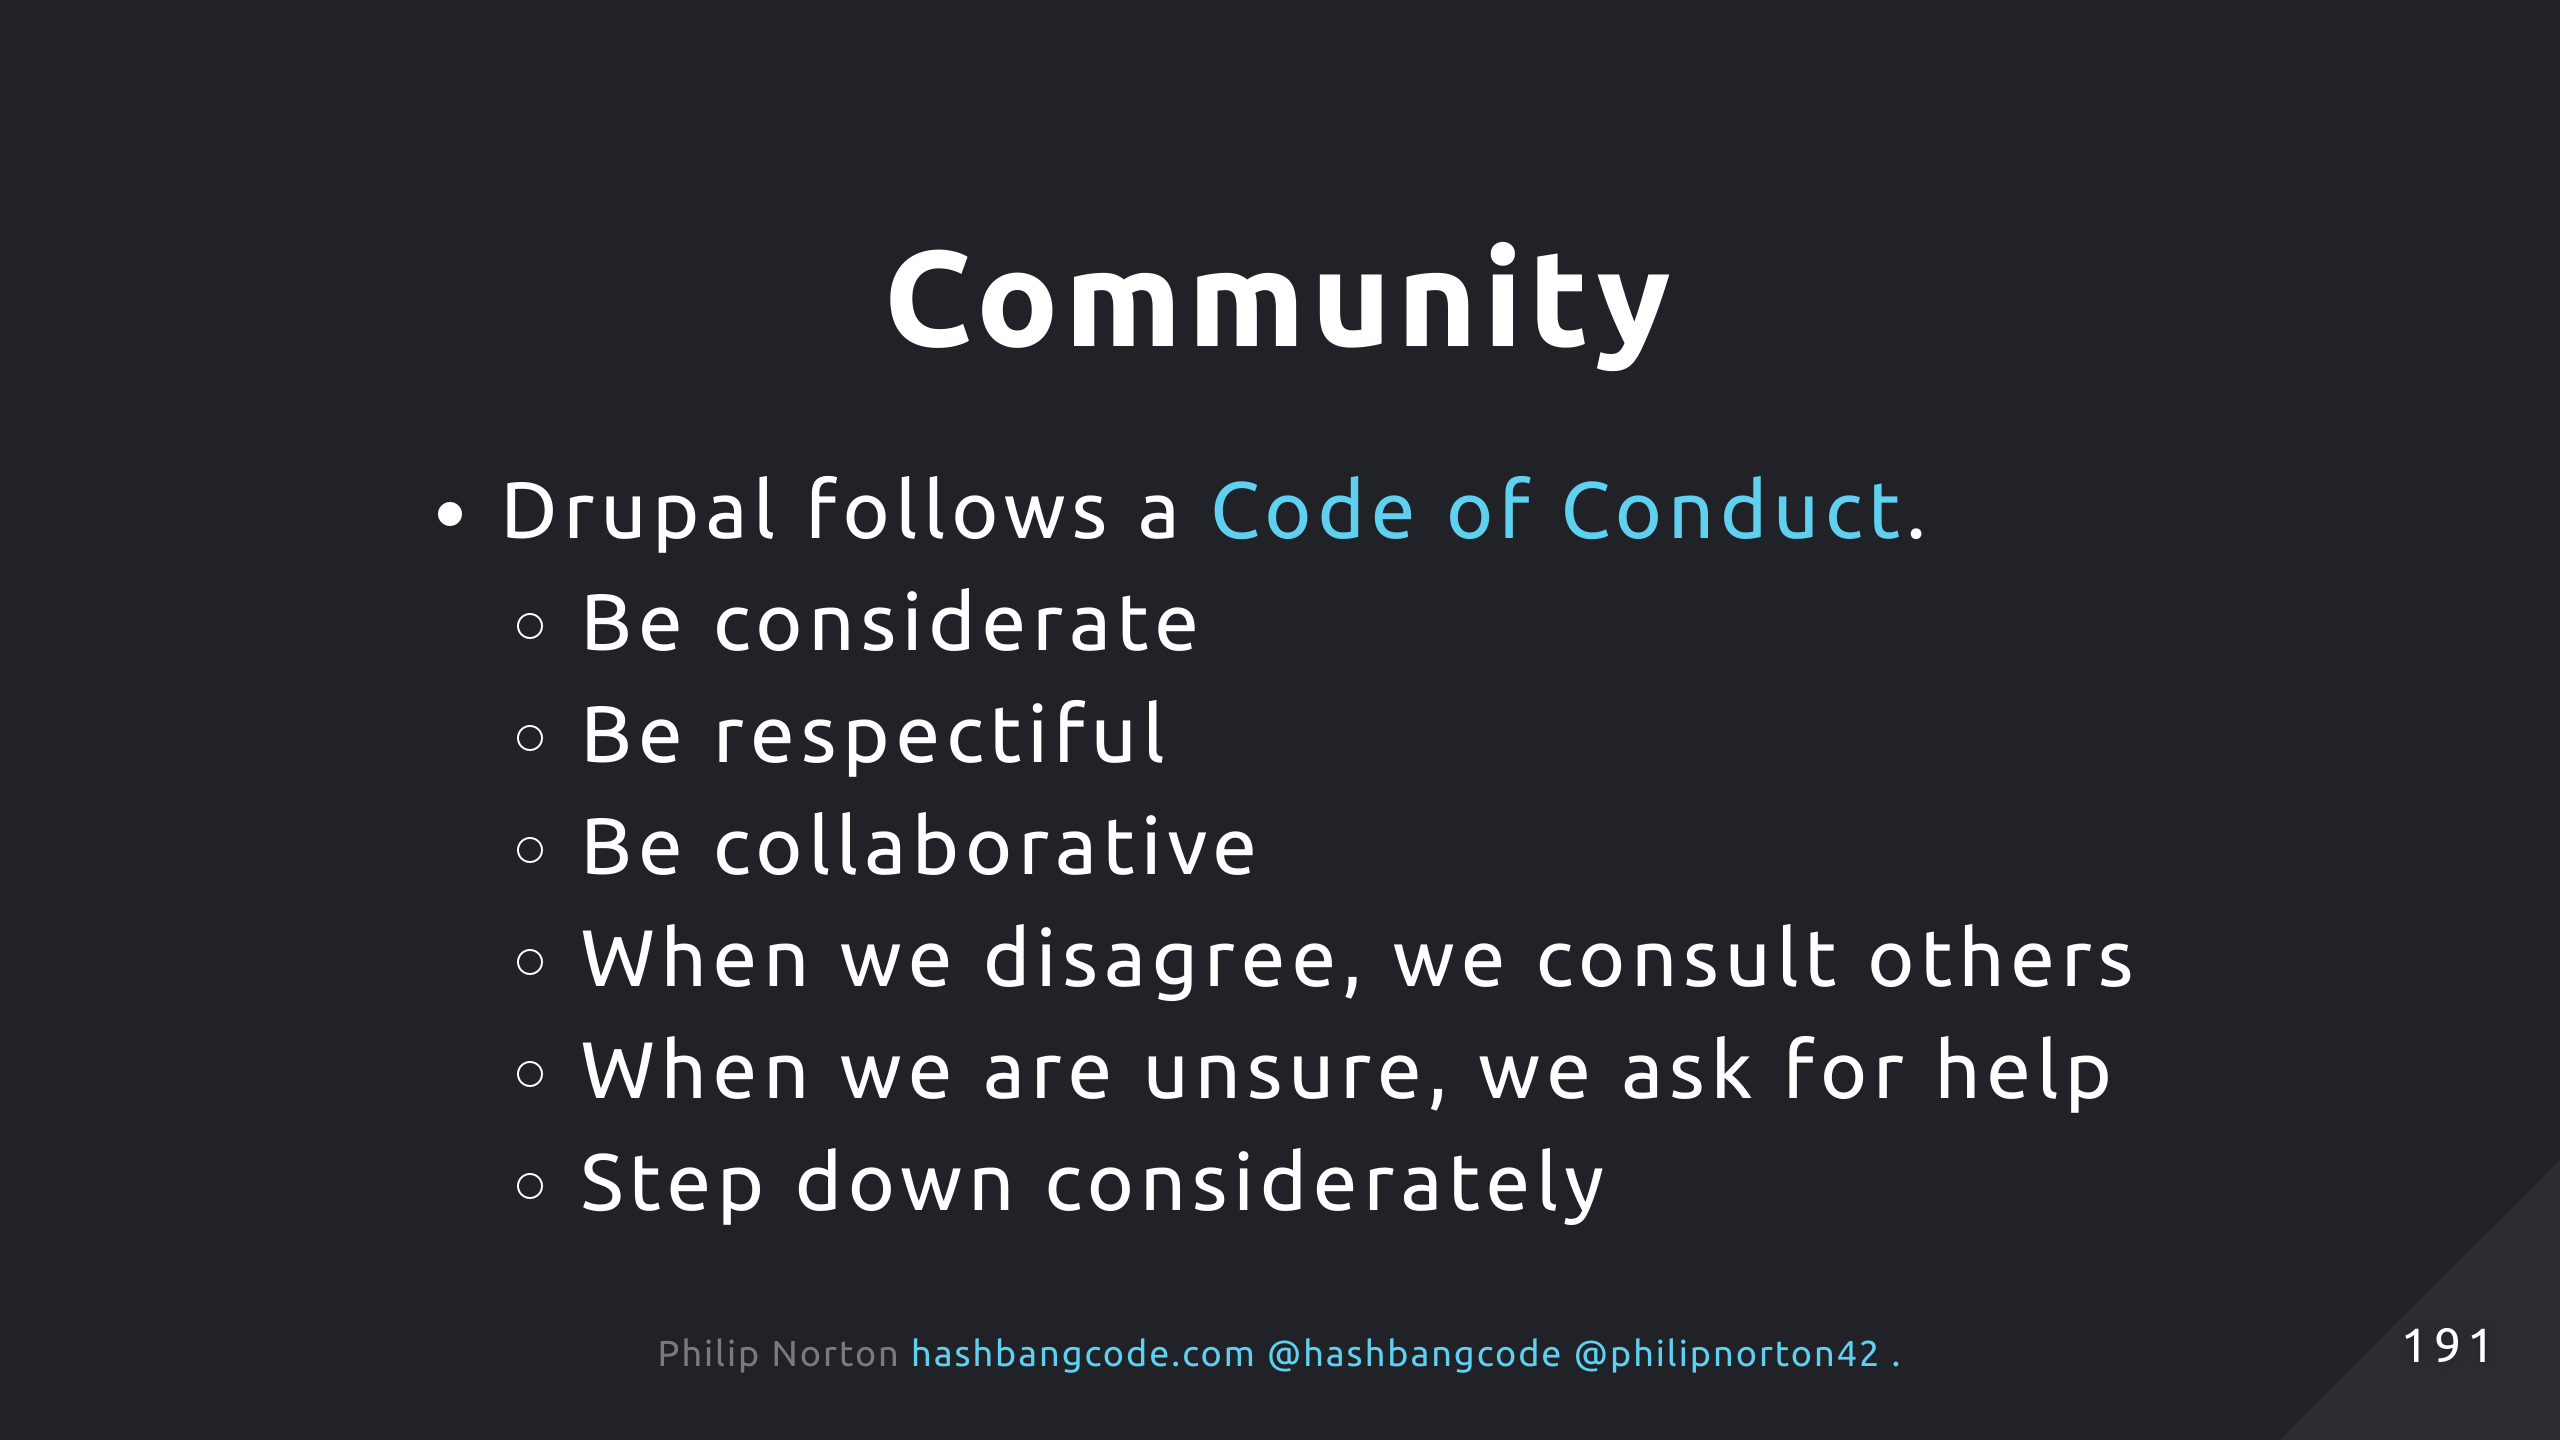 Community
• Drupal follows a Code of Conduct.
◦ Be considerate
◦ Be respectiful
◦ Be collaborative
◦ When we disagree, we consult others
◦ When we are unsure, we ask for help
◦ Step down considerately
Philip Norton hashbangcode.com @hashbangcode @philipnorton42 .
191